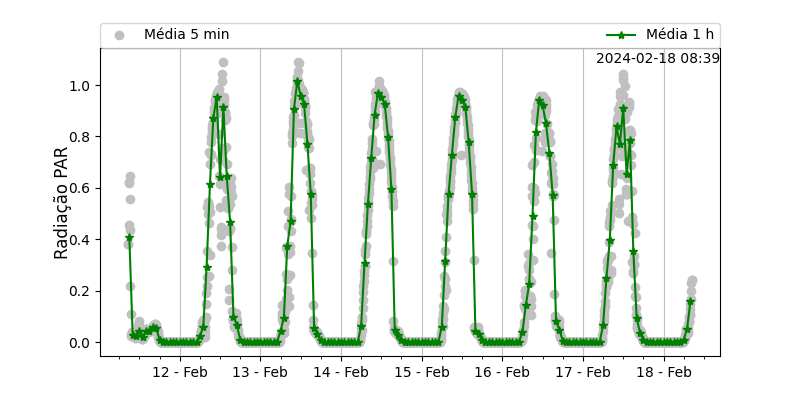 Média 5 min
Média 1 h
2024-02-18 08:39
Radiação PAR
1.0
0.8
0.6
0.4
0.2
0.0
12 - Feb
13 - Feb
14 - Feb
15 - Feb
16 - Feb
17 - Feb
18 - Feb